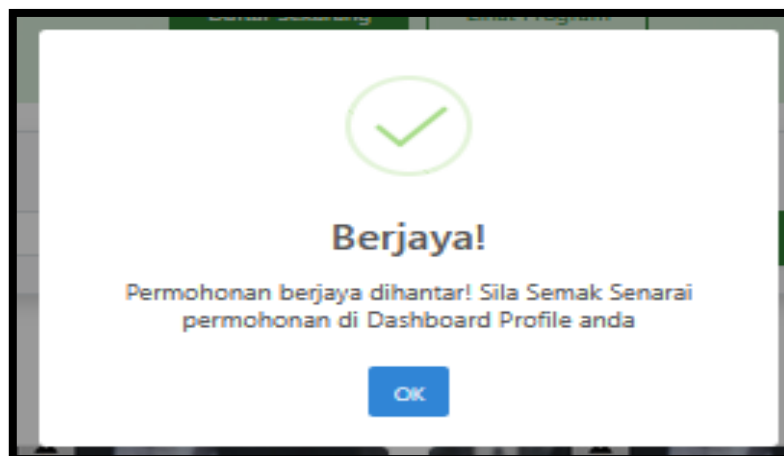 Berjaya!
Permohonan berjaya dihantar! Sila Semak Senarai
permohonan di Dashboard Profile anda
OK